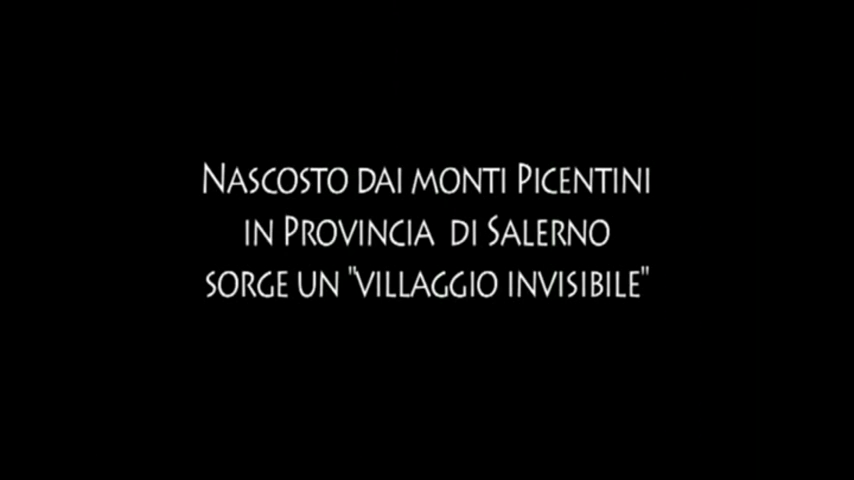 Nascosto dai monti Picentini
in Provincia di Salerno
sorge un "villaggio invisibile"